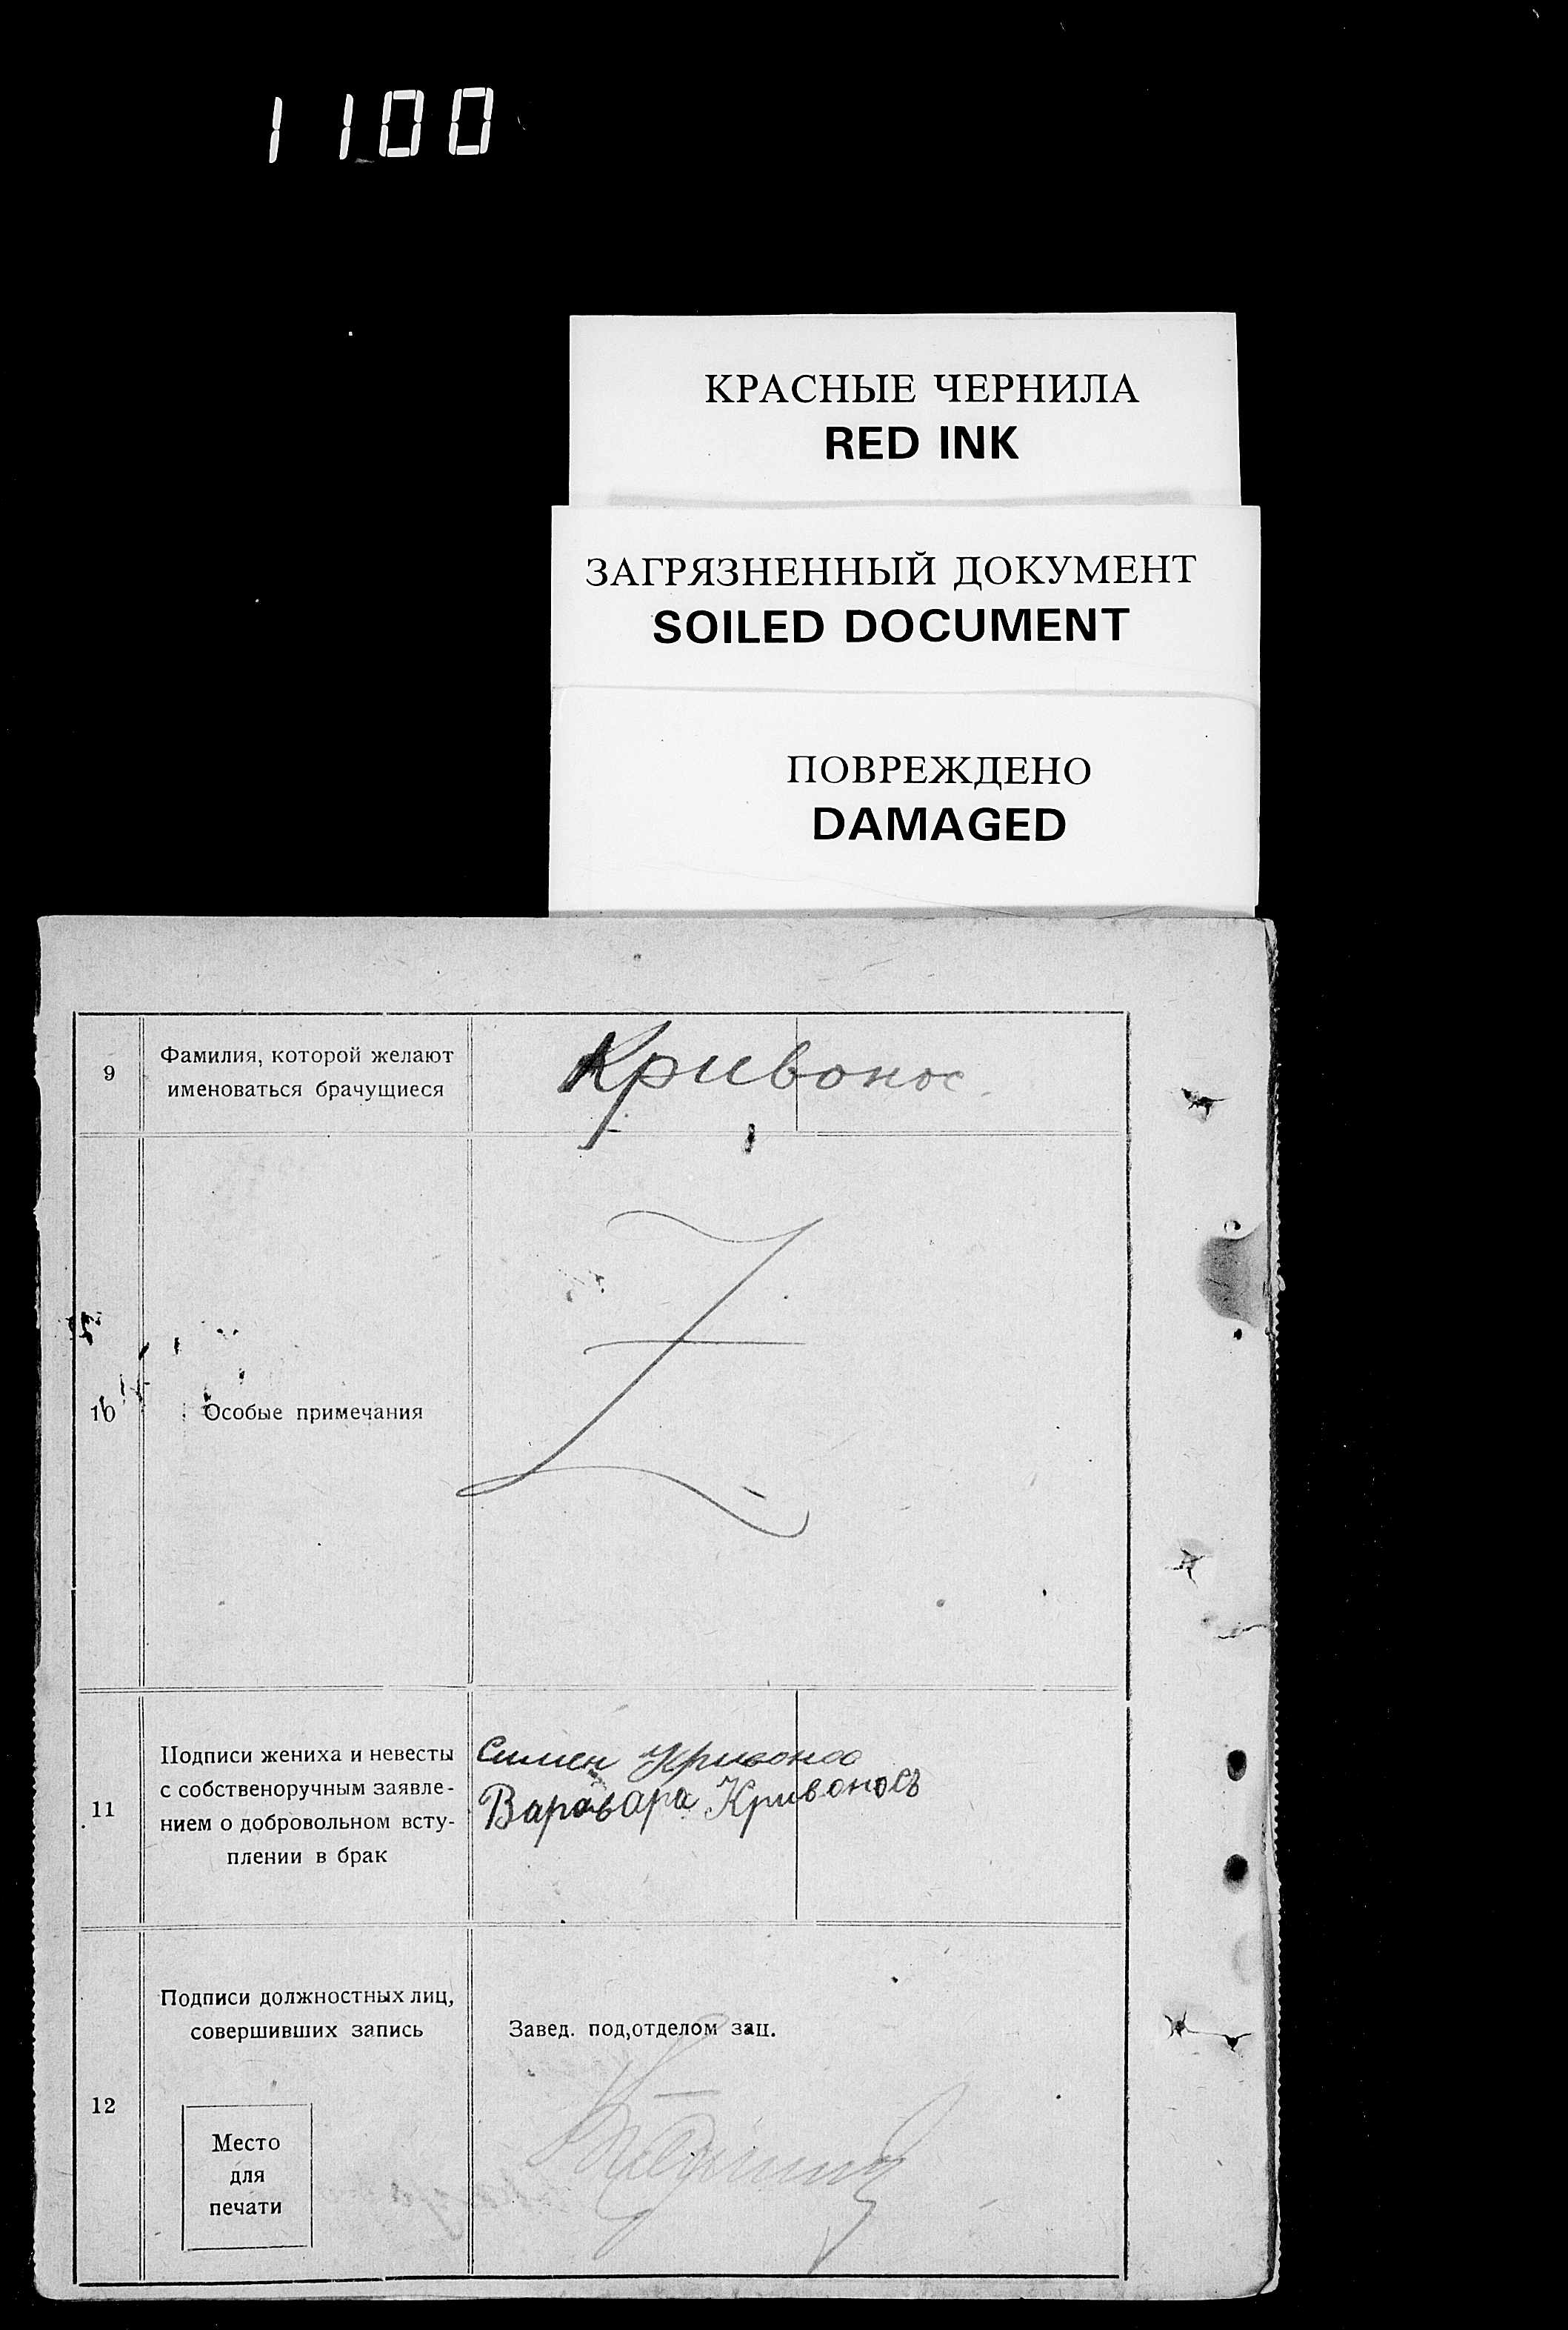 1100
КРАСНЫЕ ЧЕРНИЛА
RED INK
ЗАГРЯЗНЕННЫЙ ДОКУМЕНТ
SOILED DOCUMENT
ПОВРЕЖДЕНО
DAMAGED
9
Фамилия, которой желают
именоваться брачущиеся
Кривонос
10
Особые примечания
Z
11
Подписи жениха и невесты
с собственоручным заявле-
нием о добровольном всту-
плении в брак
Симен Кривонос
Варвара Кривоносъ
12
Подписи должностных лиц,
совершивших запись
Завед. под,отделом зац.
Место
для
печати